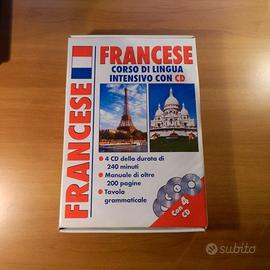 FRANCESE
FRANCESE
CORSO DI LINGUA
INTENSIVO CON CD
• 4 CD della durata di
240 minuti
• Manuale di oltre
200 pagine
• Tavola
grammaticale
Con 4
CD
subito